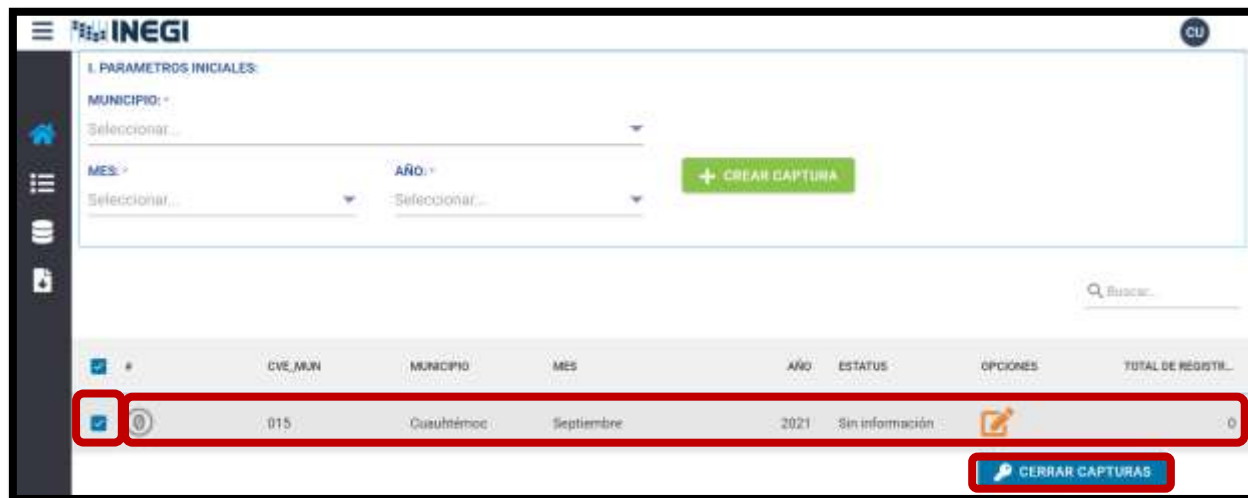 INEGI
CU
I. PARAMETROS INICIALES:
MUNICIPIO: *
Seleccionar...
MES: * AÑO: *
Seleccionar... Seleccionar...
+ CREAR CAPTURA
Buscar...
# CVE_MUN MUNICIPIO MES AÑO ESTATUS OPCIONES TOTAL DE REGISTR...
0 015 Cuauhtémoc Septiembre 2021 Sin información 0
CERRAR CAPTURAS